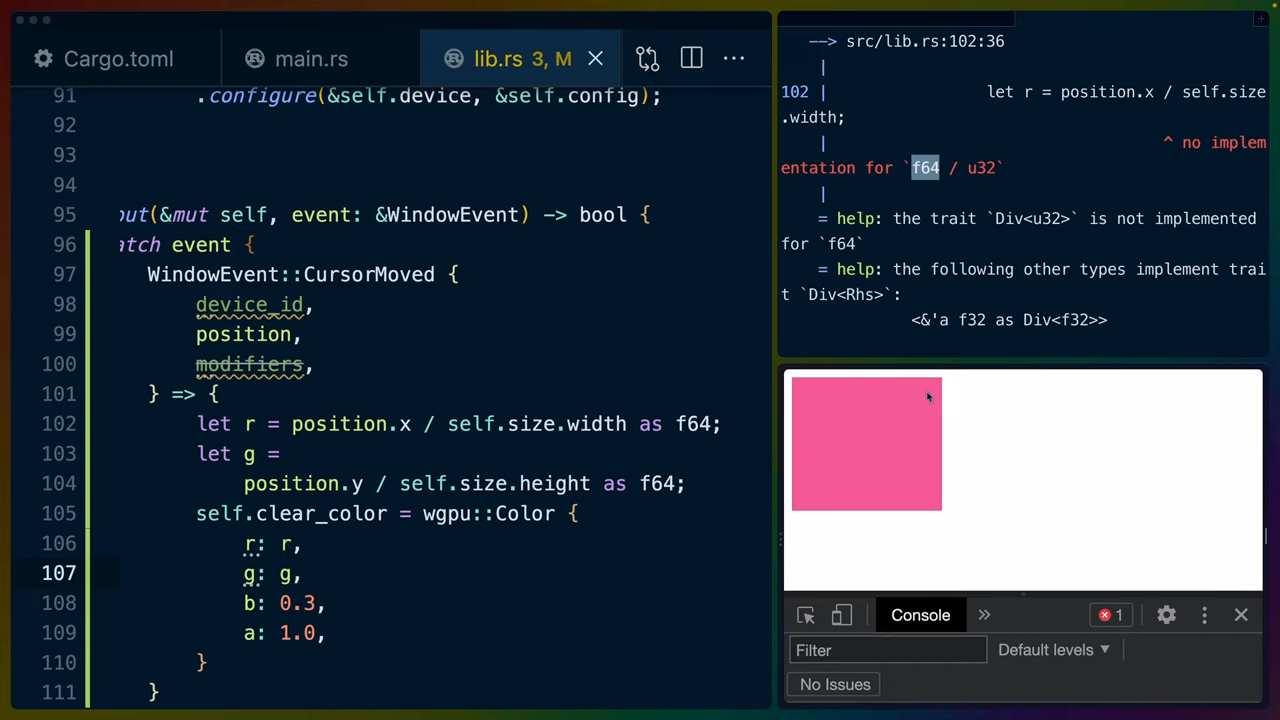 Cargo.toml
main.rs
lib.rs 3, M
91 .configure(&self.device, &self.config);
92
93
94
95 put(&mut self, event: &WindowEvent) -> bool {
96 atch event {
97 WindowEvent::CursorMoved {
98 device_id,
99 position,
100 modifiers,
101 } => {
102 let r = position.x / self.size.width as f64;
103 let g =
104 position.y / self.size.height as f64;
105 self.clear_color = wgpu::Color {
106 r: r,
107 g: g,
108 b: 0.3,
109 a: 1.0,
110 }
111 }
--> src/lib.rs:102:36
|
102 | let r = position.x / self.size
.width;
| ^ no implem
entation for `f64 / u32`
|
= help: the trait `Div<u32>` is not implemented
for `f64`
= help: the following other types implement trai
t `Div<Rhs>`:
<&'a f32 as Div<f32>>
Console
1
Filter
Default levels ▼
No Issues